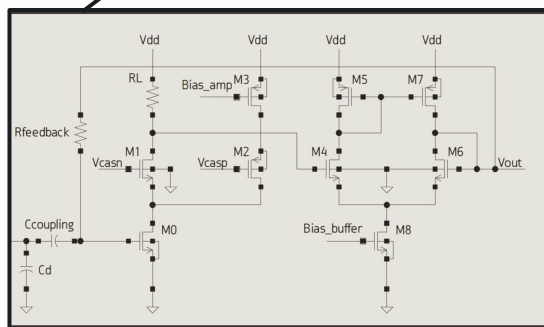 Vdd
Vdd
Vdd
Vdd
RL
Bias_amp
M3
M5
M7
Rfeedback
Vcasn
M1
Vcasp
M2
M4
M6
Vout
Ccoupling
M0
Bias_buffer
M8
Cd